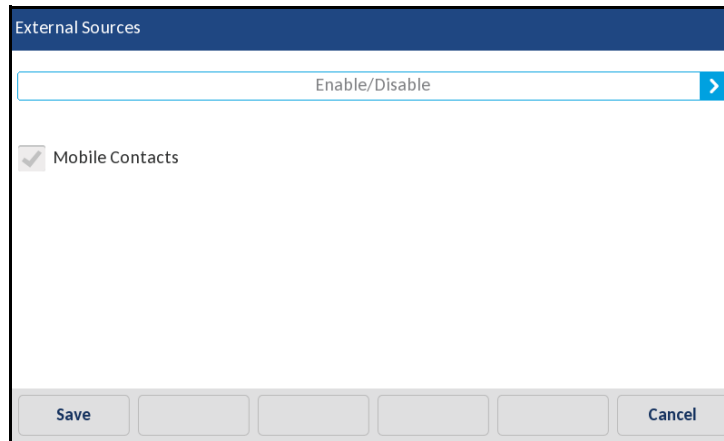 External Sources
Enable/Disable
Mobile Contacts
Save
Cancel